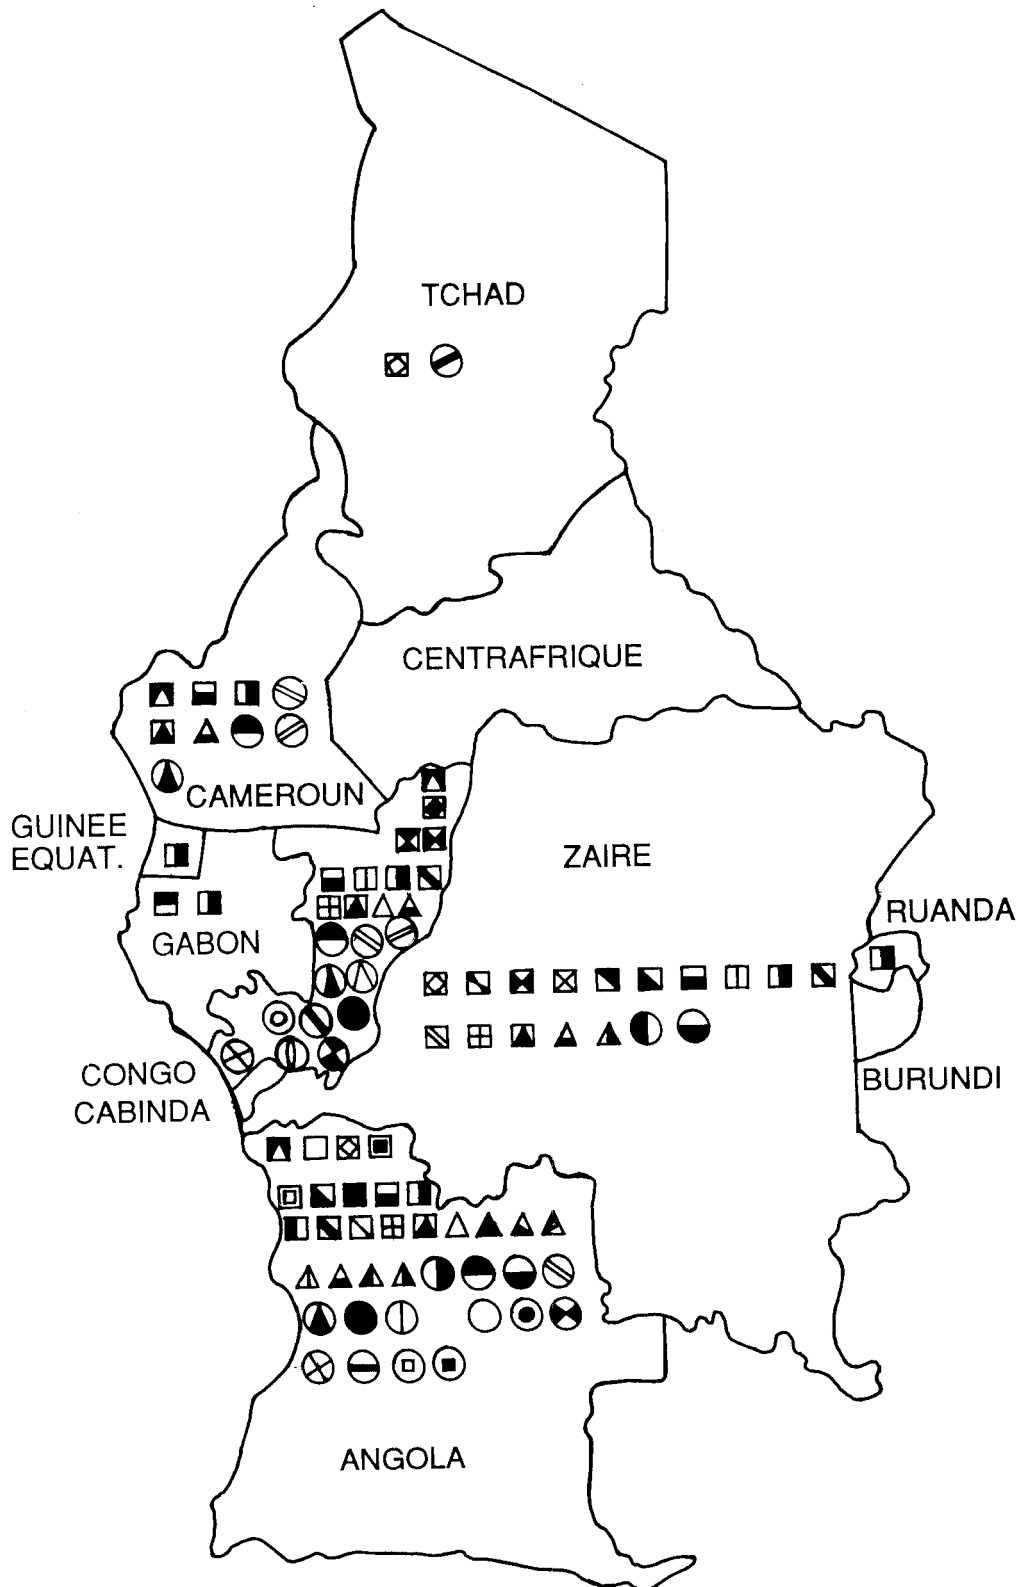 TCHAD
CENTRAFRIQUE
CAMEROUN
GUINEE
EQUAT.
ZAIRE
RUANDA
GABON
CONGO
CABINDA
BURUNDI
ANGOLA